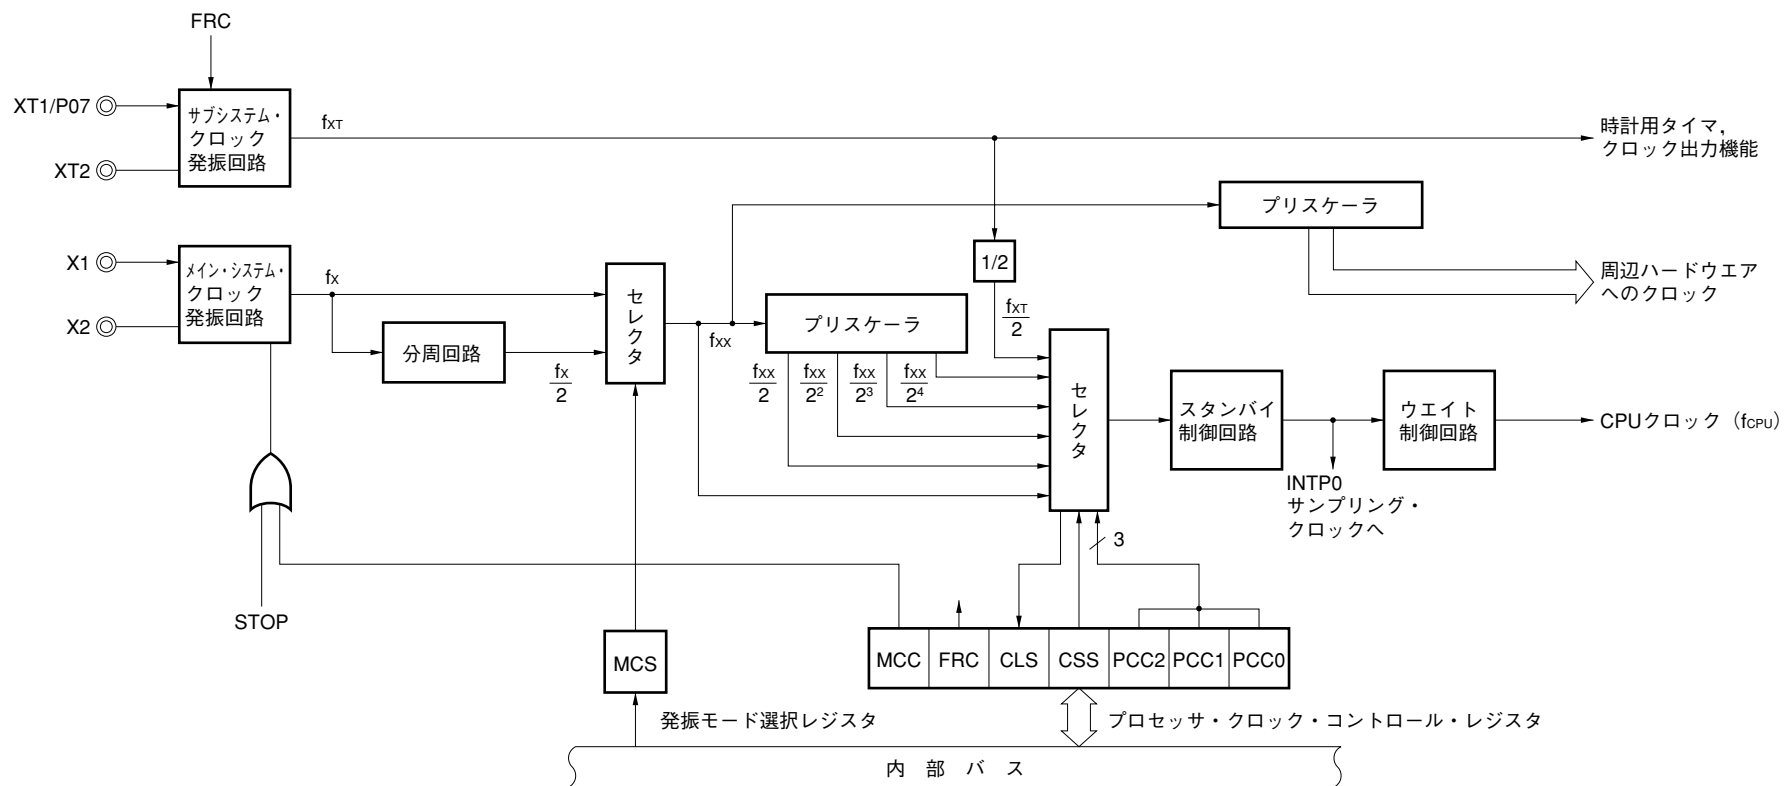 FRC
XT1/P07
サブシステム・
クロック
発振回路
XT2
fXT
時計用タイマ,
クロック出力機能
プリスケーラ
X1
メイン・システム・
クロック
発振回路
X2
fX
分周回路
fX
2
セレクタ
fXX
プリスケーラ
1/2
fXT
2
周辺ハードウエア
へのクロック
fXX
2
fXX
2²
fXX
2³
fXX
2⁴
セレクタ
スタンバイ
制御回路
ウエイト
制御回路
CPUクロック（fCPU）
INTP0
サンプリング・
クロックへ
3
STOP
MCS
MCC FRC CLS CSS PCC2 PCC1 PCC0
発振モード選択レジスタ
プロセッサ・クロック・コントロール・レジスタ
内 部 バ ス